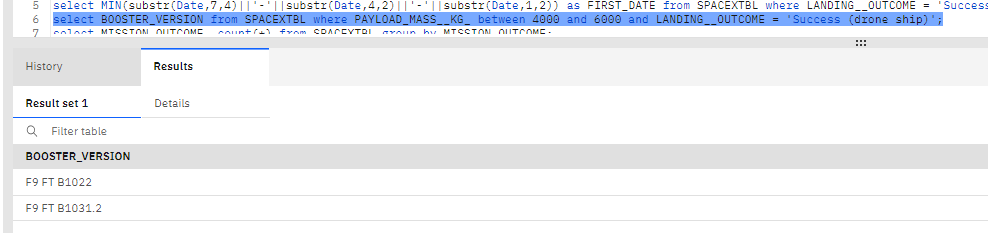 5 select MIN(substr(Date,7,4)||'-'||substr(Date,4,2)||'-'||substr(Date,1,2)) as FIRST_DATE from SPACEXTBL where LANDING__OUTCOME = 'Success
6 select BOOSTER_VERSION from SPACEXTBL where PAYLOAD_MASS__KG_ between 4000 and 6000 and LANDING__OUTCOME = 'Success (drone ship)';
7 select MISSION_OUTCOME, count(*) from SPACEXTBL group by MISSION_OUTCOME;
History Results
Result set 1 Details
Filter table
BOOSTER_VERSION
F9 FT B1022
F9 FT B1031.2